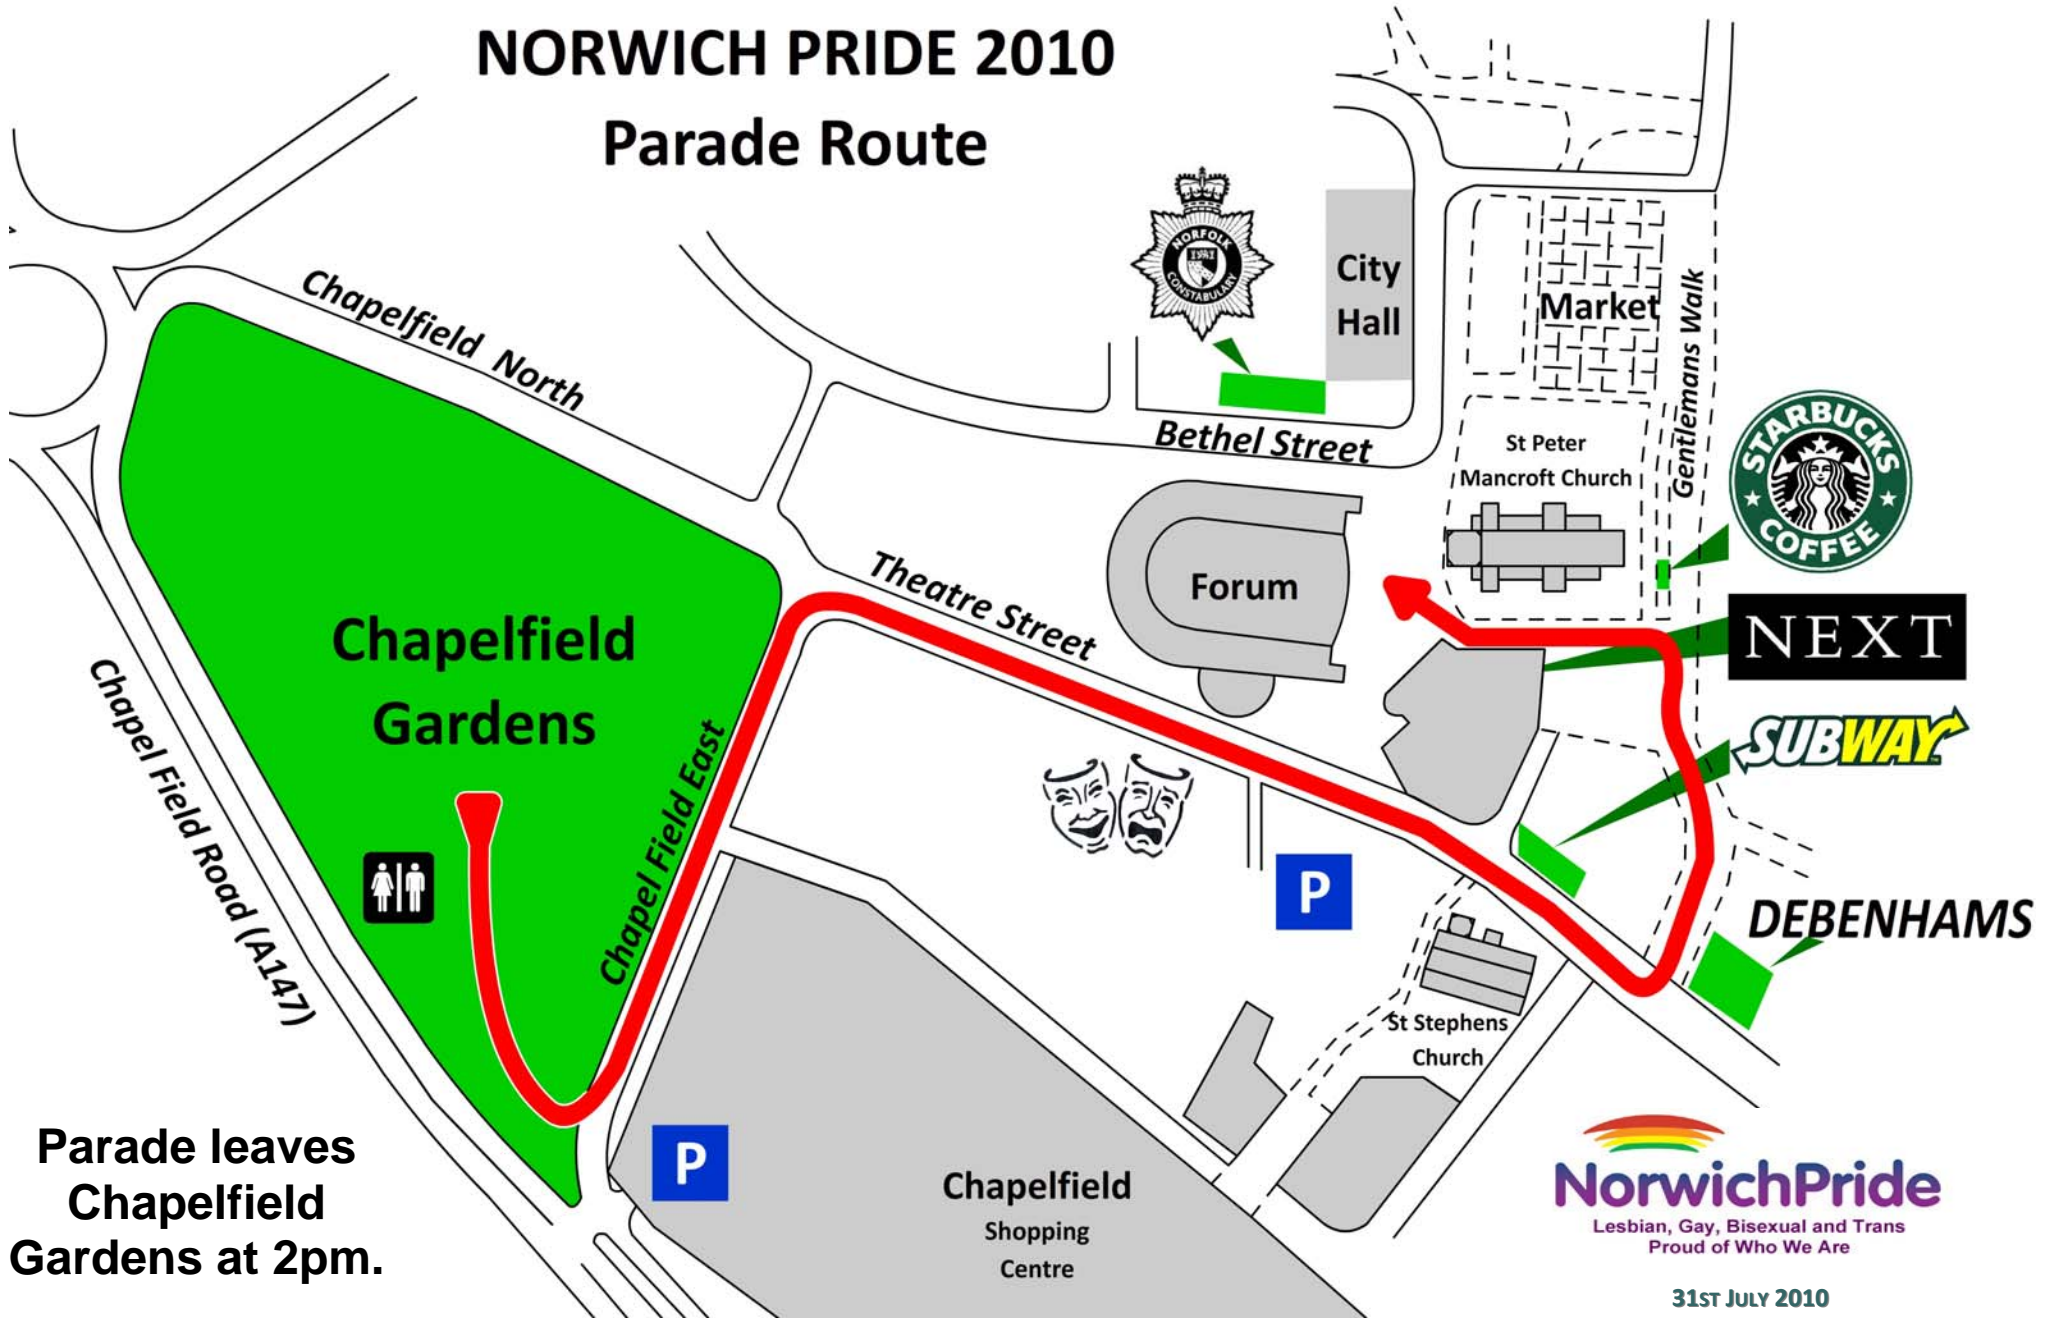 NORWICH PRIDE 2010
Parade Route
NORFOLK
CONSTABULARY
City
Hall
Market
Gentlemans Walk
Chapelfield North
Bethel Street
St Peter
Mancroft Church
STARBUCKS
COFFEE
Theatre Street
Forum
NEXT
Chapelfield
Gardens
SUBWAY
Chapel Field East
Chapel Field Road (A147)
P
DEBENHAMS
St Stephens
Church
Parade leaves
Chapelfield
Gardens at 2pm.
P
Chapelfield
Shopping
Centre
NorwichPride
Lesbian, Gay, Bisexual and Trans
Proud of Who We Are
31ST JULY 2010